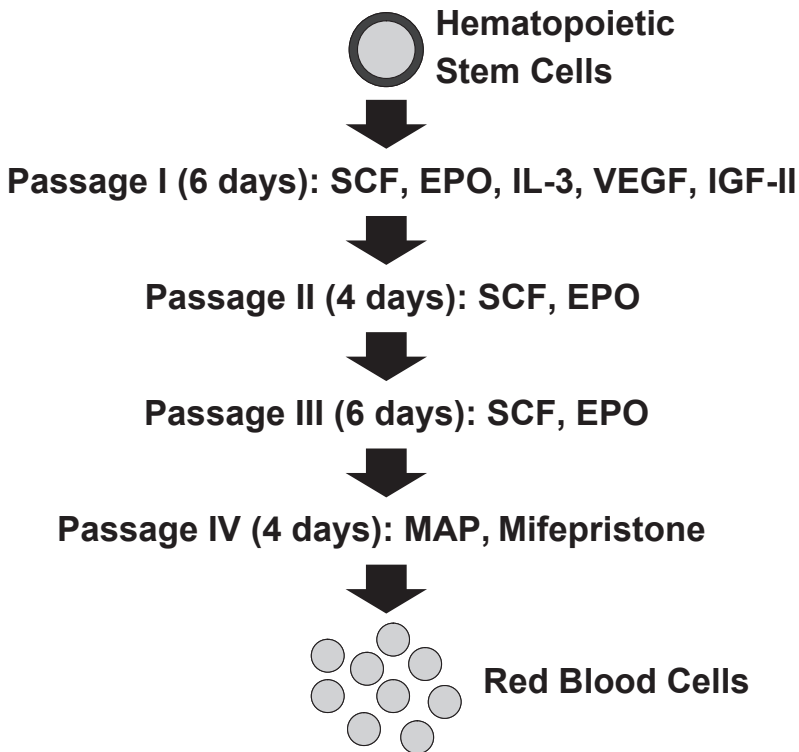 Hematopoietic
Stem Cells
Passage I (6 days): SCF, EPO, IL-3, VEGF, IGF-II
Passage II (4 days): SCF, EPO
Passage III (6 days): SCF, EPO
Passage IV (4 days): MAP, Mifepristone
Red Blood Cells